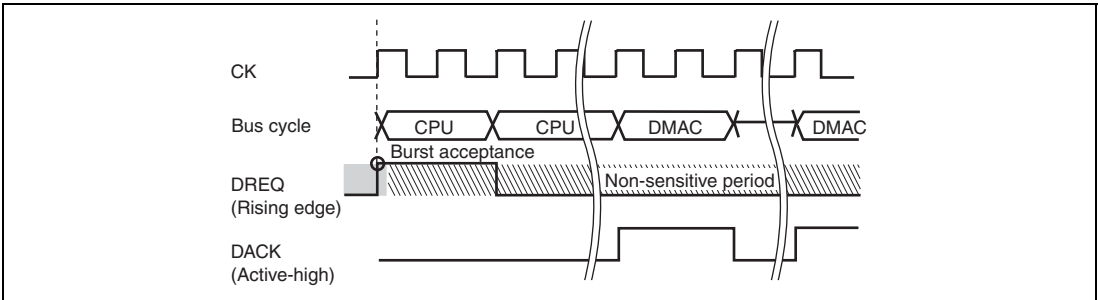 CK
Bus cycle
CPU
CPU
DMAC
DMAC
Burst acceptance
DREQ
(Rising edge)
Non-sensitive period
DACK
(Active-high)